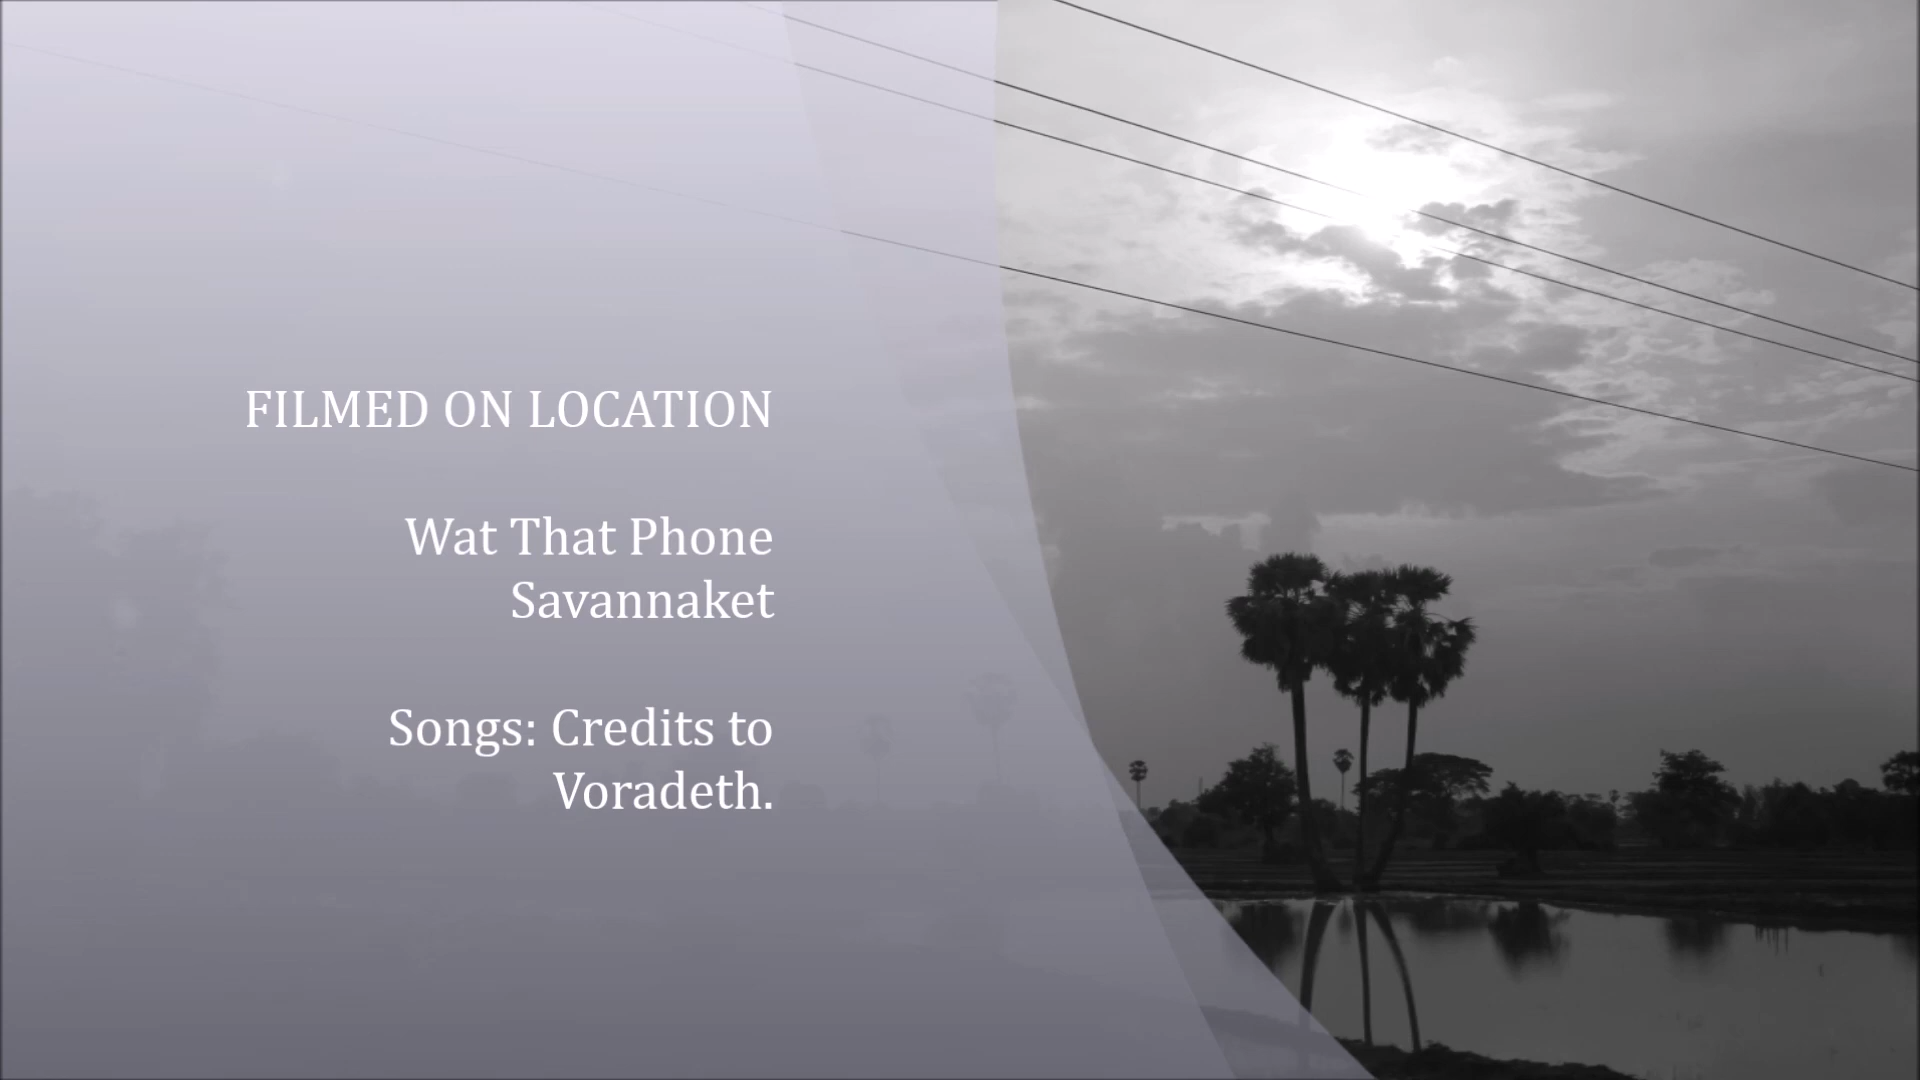 FILMED ON LOCATION
Wat That Phone
Savannaket
Songs: Credits to
Voradeth.